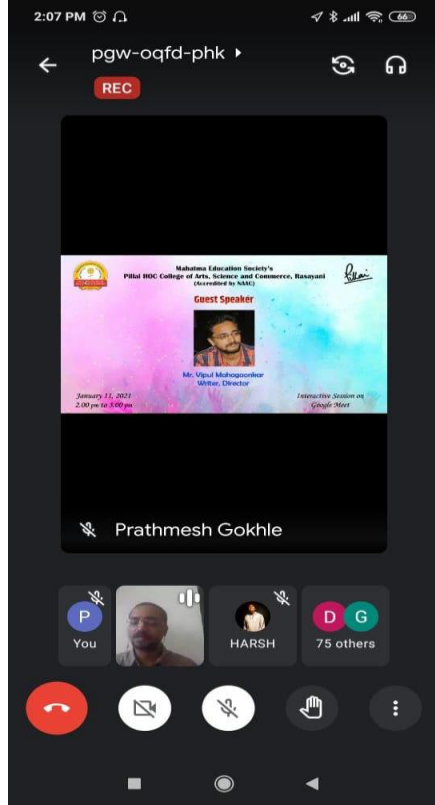 2:07 PM
66
pgw-oqfd-phk
REC
Mahatma Education Society's
Pillai HOC College of Arts, Science and Commerce, Rasayani
(Accredited by NAAC)
Pillai
Guest Speaker
Mr. Vipul Mahagaonkar
Writer, Director
January 11, 2021
2.00 pm to 3.00 pm
Interactive Session on
Google Meet
Prathmesh Gokhle
P
You
HARSH
D G
75 others